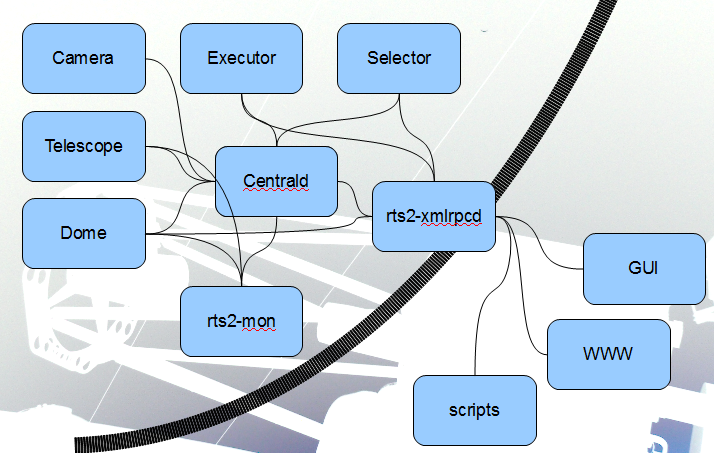 Camera
Executor
Selector
Telescope
Centrald
rts2-xmlrpcd
Dome
GUI
rts2-mon
WWW
scripts